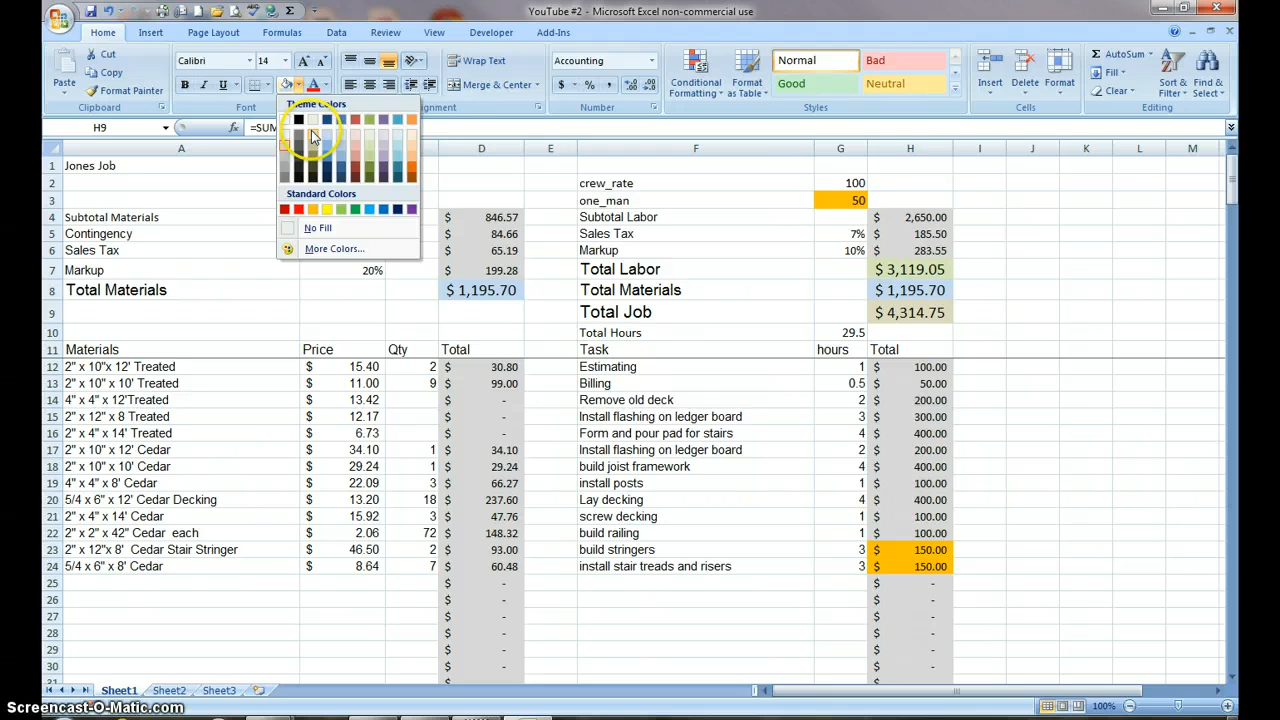 YouTube #2 - Microsoft Excel non-commercial use
Home Insert Page Layout Formulas Data Review View Developer Add-Ins
Cut Calibri 14 Wrap Text Accounting Normal Bad AutoSum
Paste Copy Conditional Formatting Format as Table Insert Delete Format Fill Sort & Filter Find & Select
Format Painter B I U A Merge & Center $ % , Good Neutral Clear
Clipboard Font Alignment Number Styles Cells Editing
H9 fx =SUM
Theme Colors
Standard Colors
No Fill
More Colors...
A D E F G H I J K L M
1 Jones Job
2 crew_rate 100
3 one_man 50
4 Subtotal Materials $ 846.57 Subtotal Labor $ 2,650.00
5 Contingency $ 84.66 Sales Tax 7% $ 185.50
6 Sales Tax $ 65.19 Markup 10% $ 283.55
7 Markup 20% $ 199.28 Total Labor $ 3,119.05
8 Total Materials $ 1,195.70 Total Materials $ 1,195.70
9 Total Job $ 4,314.75
10 Total Hours 29.5
11 Materials Price Qty Total Task hours Total
12 2" x 10"x 12' Treated $ 15.40 2 $ 30.80 Estimating 1 $ 100.00
13 2" x 10" x 10' Treated $ 11.00 9 $ 99.00 Billing 0.5 $ 50.00
14 4" x 4" x 12'Treated $ 13.42 $ - Remove old deck 2 $ 200.00
15 2" x 12" x 8 Treated $ 12.17 $ - Install flashing on ledger board 3 $ 300.00
16 2" x 4" x 14' Treated $ 6.73 $ - Form and pour pad for stairs 4 $ 400.00
17 2" x 10" x 12' Cedar $ 34.10 1 $ 34.10 Install flashing on ledger board 2 $ 200.00
18 2" x 10" x 10' Cedar $ 29.24 1 $ 29.24 build joist framework 4 $ 400.00
19 4" x 4" x 8' Cedar $ 22.09 3 $ 66.27 install posts 1 $ 100.00
20 5/4 x 6" x 12' Cedar Decking $ 13.20 18 $ 237.60 Lay decking 4 $ 400.00
21 2" x 4" x 14' Cedar $ 15.92 3 $ 47.76 screw decking 1 $ 100.00
22 2" x 2" x 42" Cedar each $ 2.06 72 $ 148.32 build railing 1 $ 100.00
23 2" x 12"x 8' Cedar Stair Stringer $ 46.50 2 $ 93.00 build stringers 3 $ 150.00
24 5/4 x 6" x 8' Cedar $ 8.64 7 $ 60.48 install stair treads and risers 3 $ 150.00
25 $ - $ -
26 $ - $ -
27 $ - $ -
28 $ - $ -
29 $ - $ -
30 $ - $ -
Sheet1 Sheet2 Sheet3
100%
Screencast-O-Matic.com